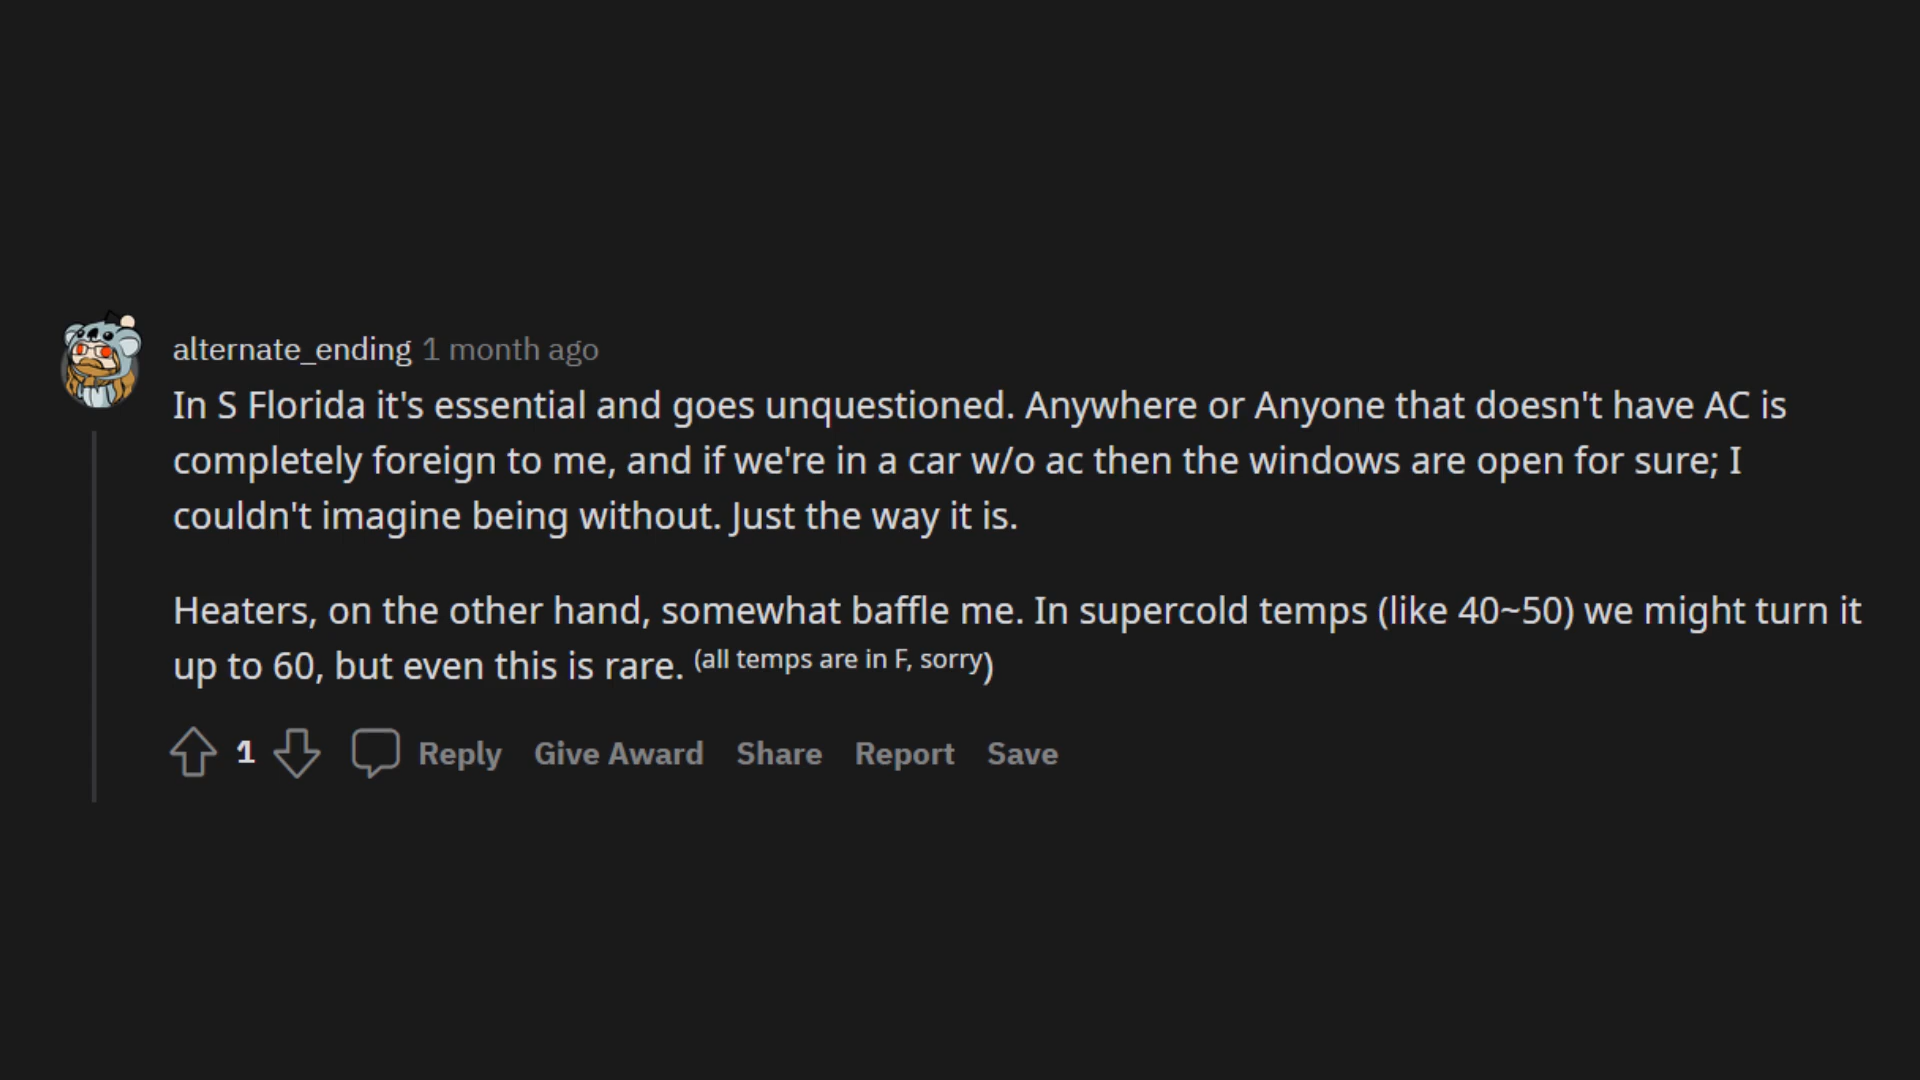 alternate_ending 1 month ago
In S Florida it's essential and goes unquestioned. Anywhere or Anyone that doesn't have AC is
completely foreign to me, and if we're in a car w/o ac then the windows are open for sure; I
couldn't imagine being without. Just the way it is.
Heaters, on the other hand, somewhat baffle me. In supercold temps (like 40~50) we might turn it
up to 60, but even this is rare. (all temps are in F, sorry)
1 Reply Give Award Share Report Save